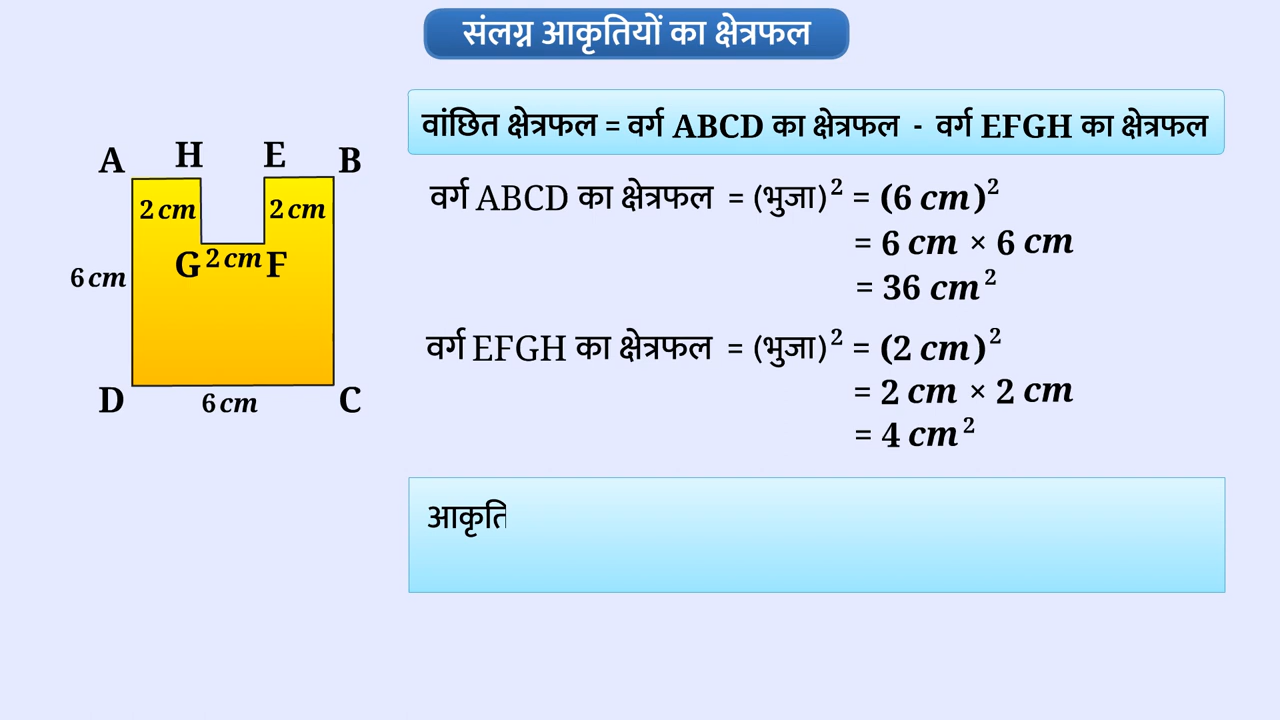 संलग्न आकृतियों का क्षेत्रफल
वांछित क्षेत्रफल = वर्ग ABCD का क्षेत्रफल - वर्ग EFGH का क्षेत्रफल
A H E B
2 cm 2 cm
G 2 cm F
6 cm
D 6 cm C
वर्ग ABCD का क्षेत्रफल = (भुजा)² = (6 cm)²
= 6 cm × 6 cm
= 36 cm²
वर्ग EFGH का क्षेत्रफल = (भुजा)² = (2 cm)²
= 2 cm × 2 cm
= 4 cm²
आकृति